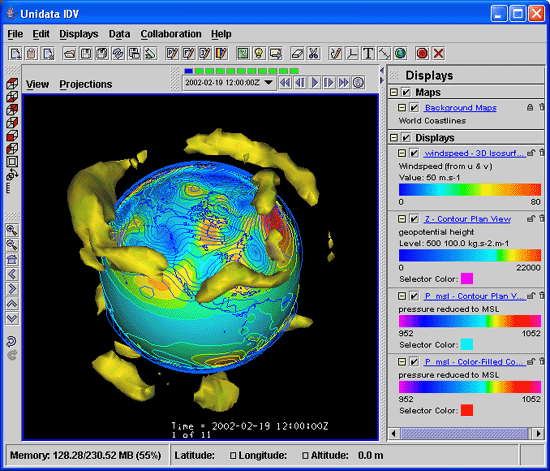 Unidata IDV
File Edit Displays Data Collaboration Help
View Projections
2002-02-19 12:00:00Z
Time = 2002-02-19 12:00:00Z
1 of 11
Displays
Maps
Background Maps
World Coastlines
Displays
windspeed - 3D Isosurf...
Windspeed (from u & v)
Value: 50 m.s-1
0 80
Z - Contour Plan View
geopotential height
Level: 500 100.0 kg.s-2.m-1
0 22000
Selector Color:
P_msl - Contour Plan V...
pressure reduced to MSL
952 1052
Selector Color:
P_msl - Color-Filled Co...
pressure reduced to MSL
952 1052
Selector Color:
Memory: 128.28/230.52 MB (55%) Latitude: Longitude: Altitude: 0.0 m